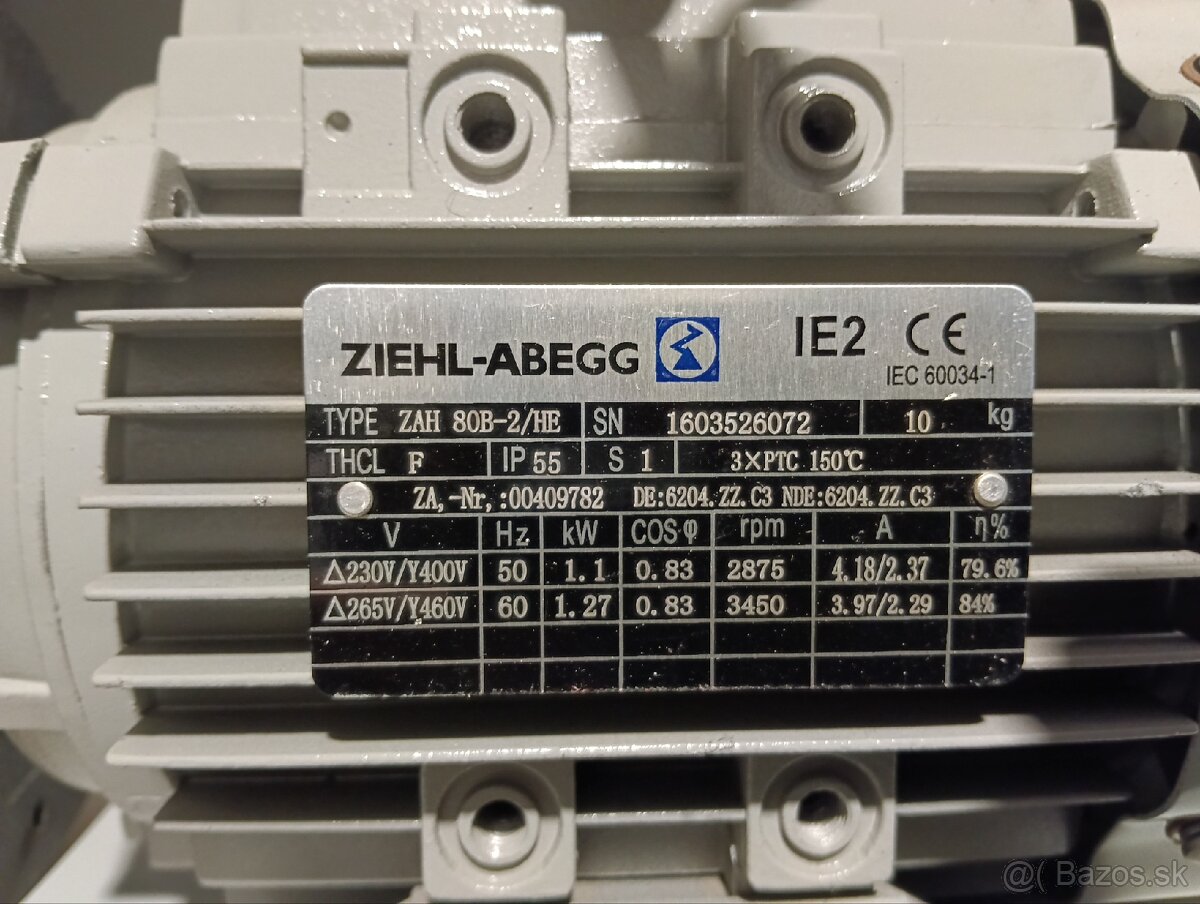 ZIEHL-ABEGG IE2 CE
IEC 60034-1
TYPE ZAH 80B-2/HE SN 1603526072 10 kg
THCL F IP 55 S 1 3×PTC 150℃
ZA,-Nr,:00409782 DE:6204.ZZ.C3 NDE:6204.ZZ.C3
V Hz kW COSφ rpm A η%
△230V/Y400V 50 1.1 0.83 2875 4.18/2.37 79.6%
△265V/Y460V 60 1.27 0.83 3450 3.97/2.29 84%
@( Bazos.sk